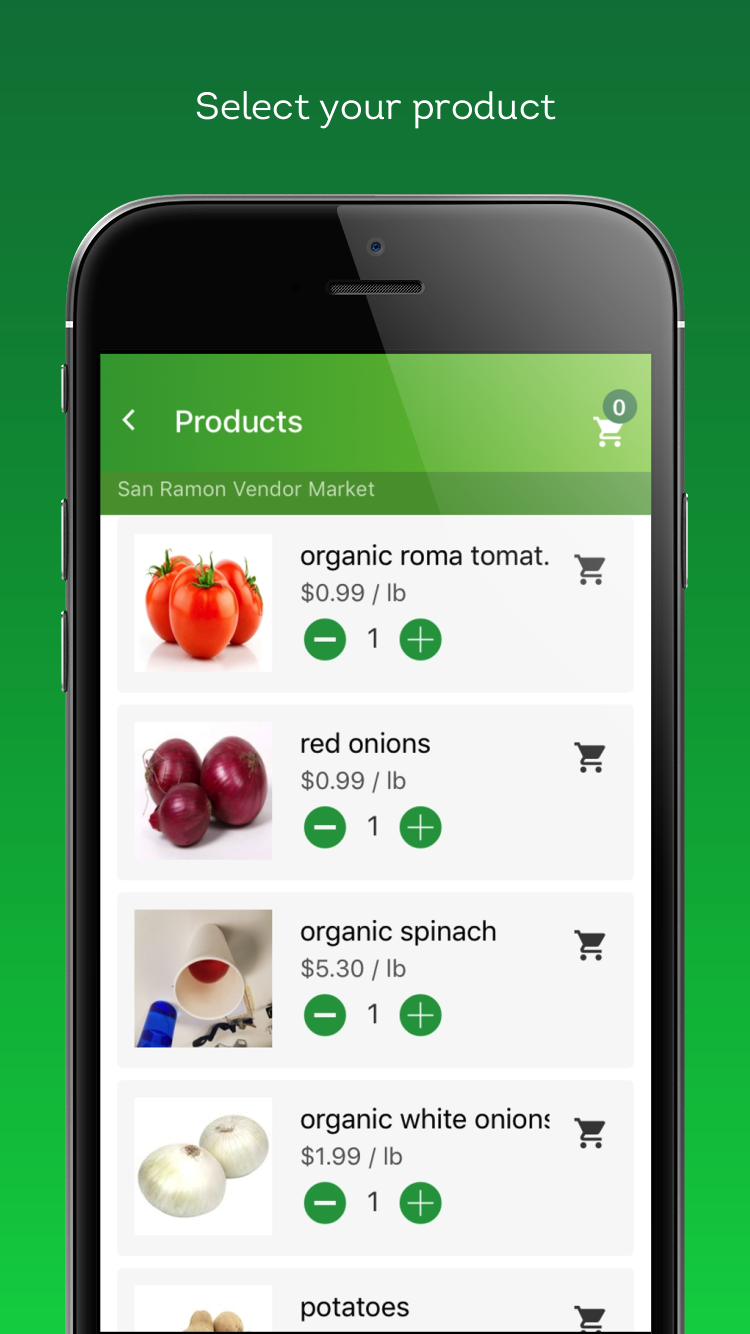 Select your product
0
Products
San Ramon Vendor Market
organic roma tomat.
$0.99 / lb
1
red onions
$0.99 / lb
1
organic spinach
$5.30 / lb
1
organic white onions
$1.99 / lb
1
potatoes